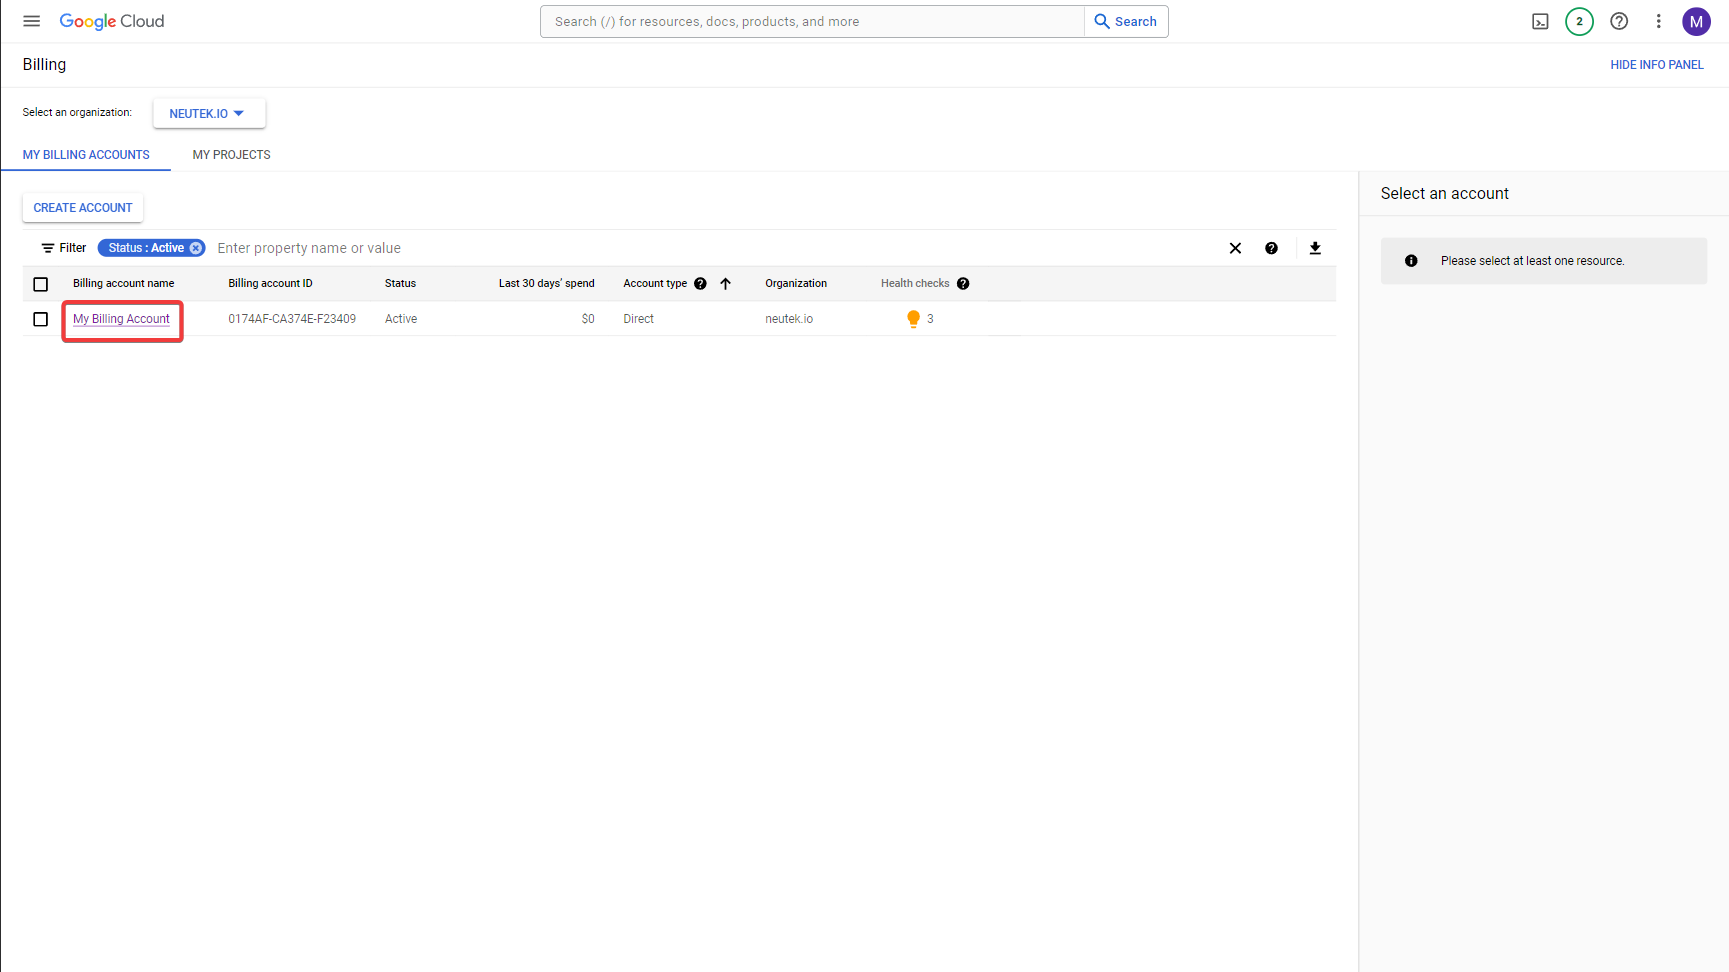 Google Cloud
Search (/) for resources, docs, products, and more
Search
2
M
Billing
HIDE INFO PANEL
Select an organization:
NEUTEK.IO
MY BILLING ACCOUNTS
MY PROJECTS
CREATE ACCOUNT
Filter
Status : Active
Enter property name or value
Billing account name
Billing account ID
Status
Last 30 days' spend
Account type
Organization
Health checks
My Billing Account
0174AF-CA374E-F23409
Active
$0
Direct
neutek.io
3
Select an account
Please select at least one resource.